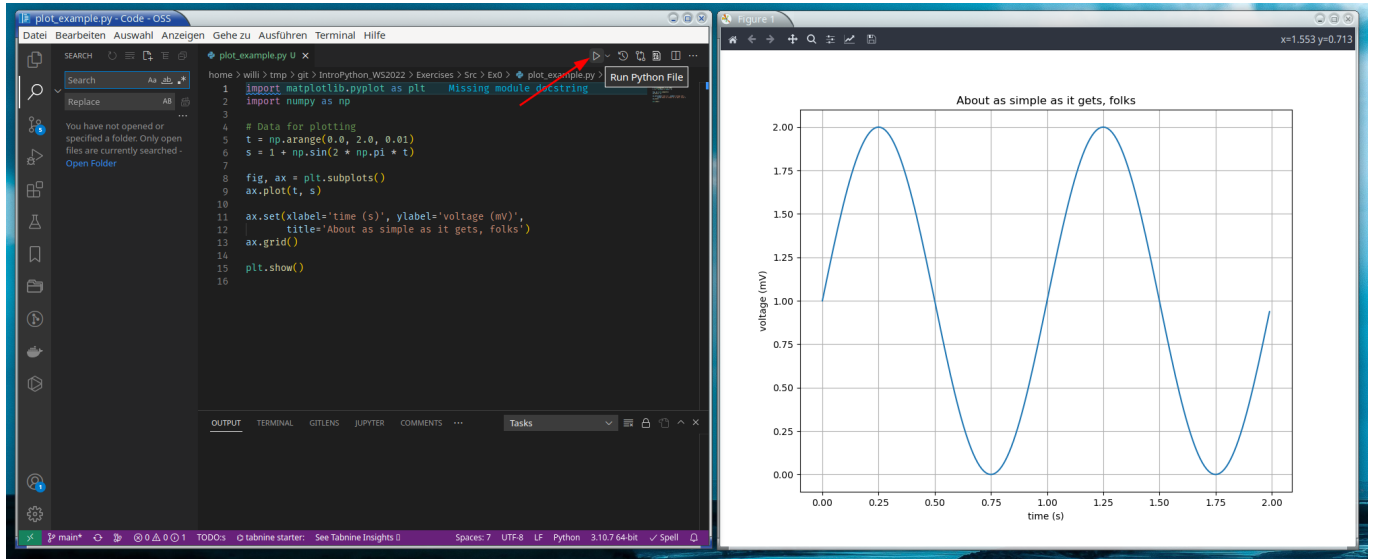 plot_example.py - Code - OSS
Datei Bearbeiten Auswahl Anzeigen Gehe zu Ausführen Terminal Hilfe
SEARCH
Search
Aa ab .*
Replace
AB
You have not opened or
specified a folder. Only open
files are currently searched -
Open Folder
5
1
plot_example.py U
home > willi > tmp > git > IntroPython_WS2022 > Exercises > Src > Ex0 > plot_example.py >
Run Python File
1 import matplotlib.pyplot as plt Missing module docstring
2 import numpy as np
3
4 # Data for plotting
5 t = np.arange(0.0, 2.0, 0.01)
6 s = 1 + np.sin(2 * np.pi * t)
7
8 fig, ax = plt.subplots()
9 ax.plot(t, s)
10
11 ax.set(xlabel='time (s)', ylabel='voltage (mV)',
12 title='About as simple as it gets, folks')
13 ax.grid()
14
15 plt.show()
16
OUTPUT TERMINAL GITLENS JUPYTER COMMENTS ··· Tasks
main* 0 0 1 TODO:s tabnine starter: See Tabnine Insights Spaces: 7 UTF-8 LF Python 3.10.7 64-bit Spell
Figure 1
x=1.553 y=0.713
About as simple as it gets, folks
voltage (mV)
2.00
1.75
1.50
1.25
1.00
0.75
0.50
0.25
0.00
0.00 0.25 0.50 0.75 1.00 1.25 1.50 1.75 2.00
time (s)